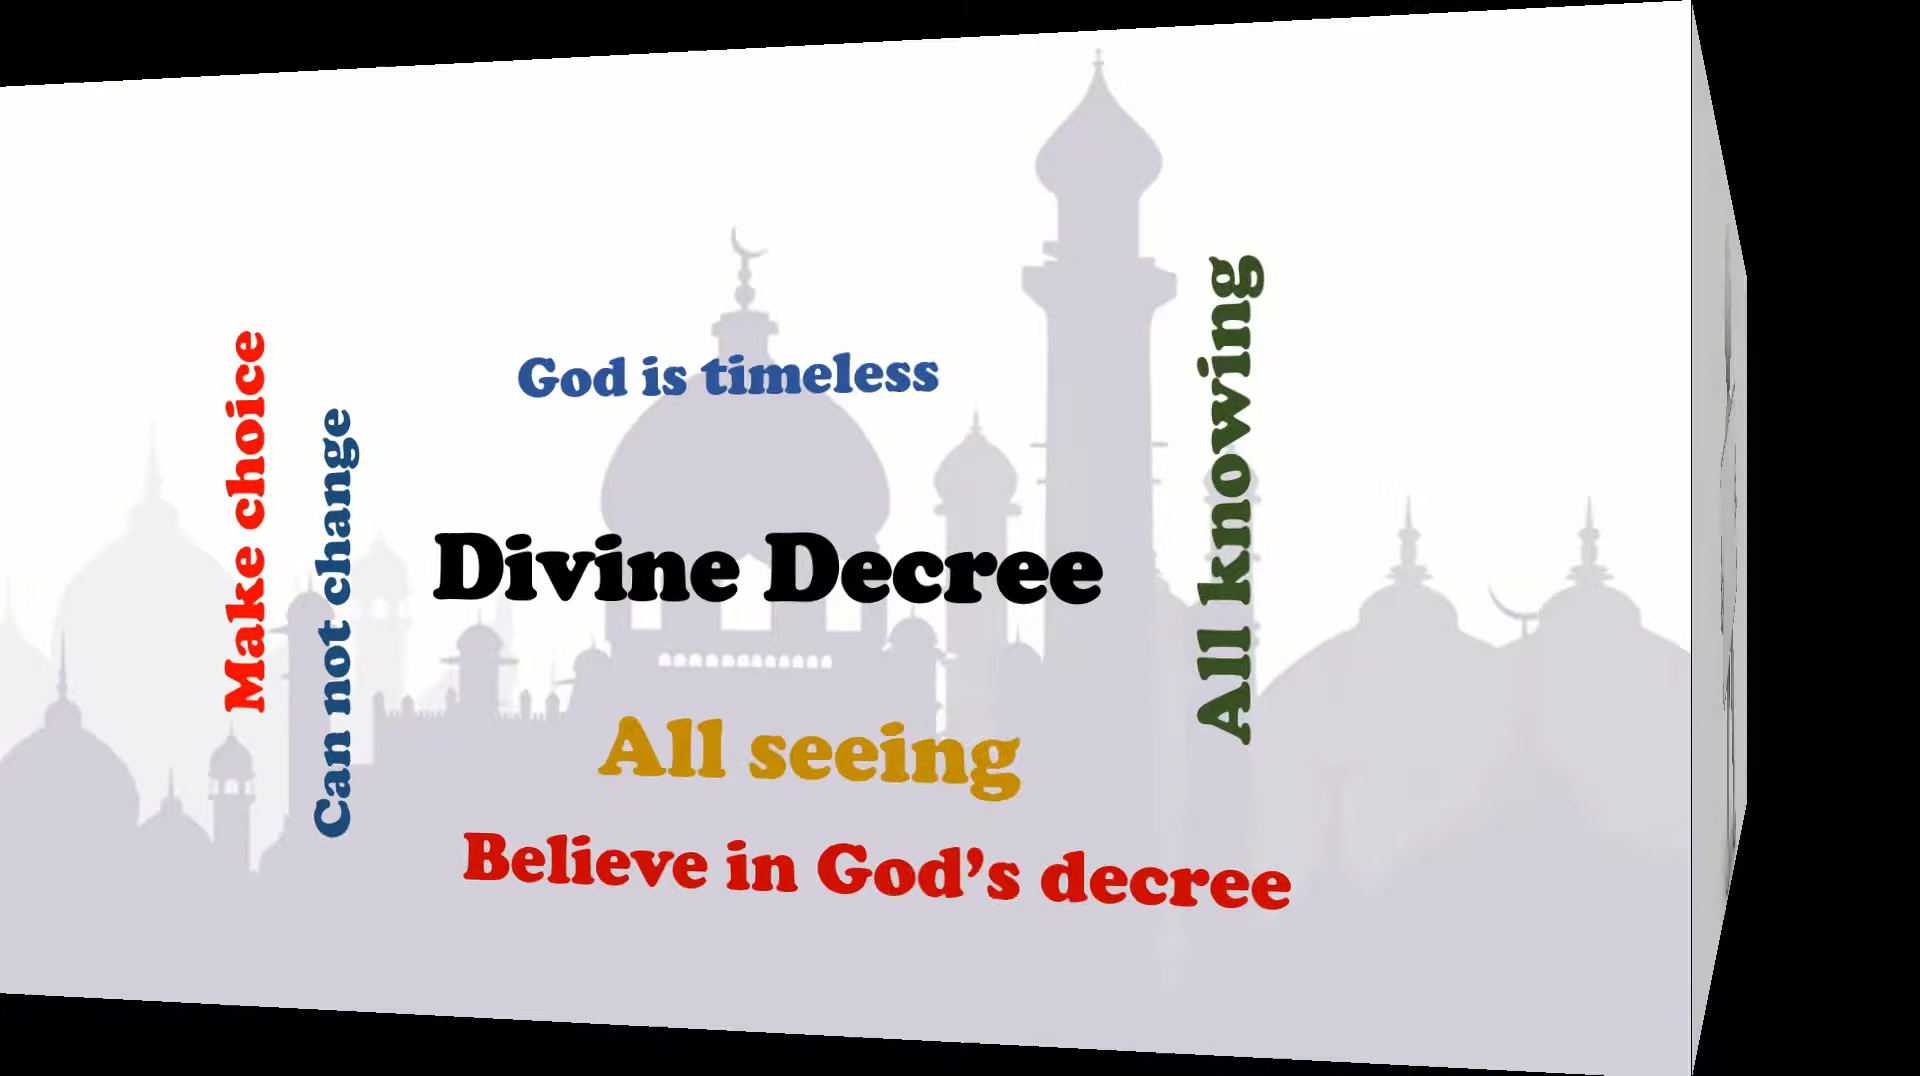 Make choice
Can not change
God is timeless
Divine Decree
All seeing
Believe in God’s decree
All knowing